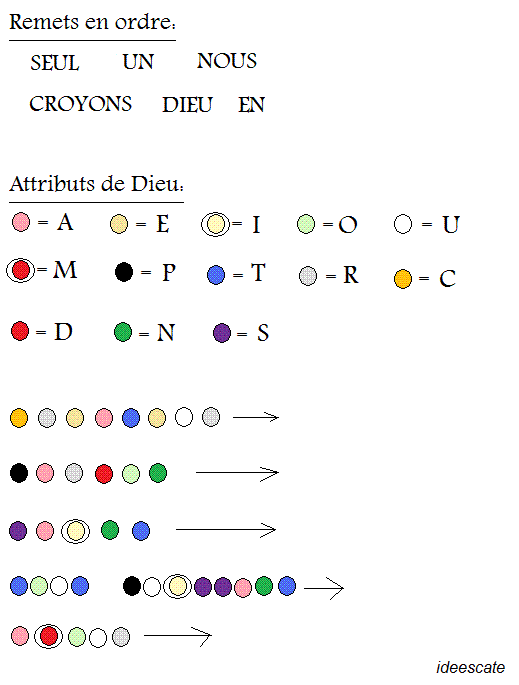 Remets en ordre:
SEUL UN NOUS
CROYONS DIEU EN
Attributs de Dieu:
= A = E = I = O = U
= M = P = T = R = C
= D = N = S
ideescate